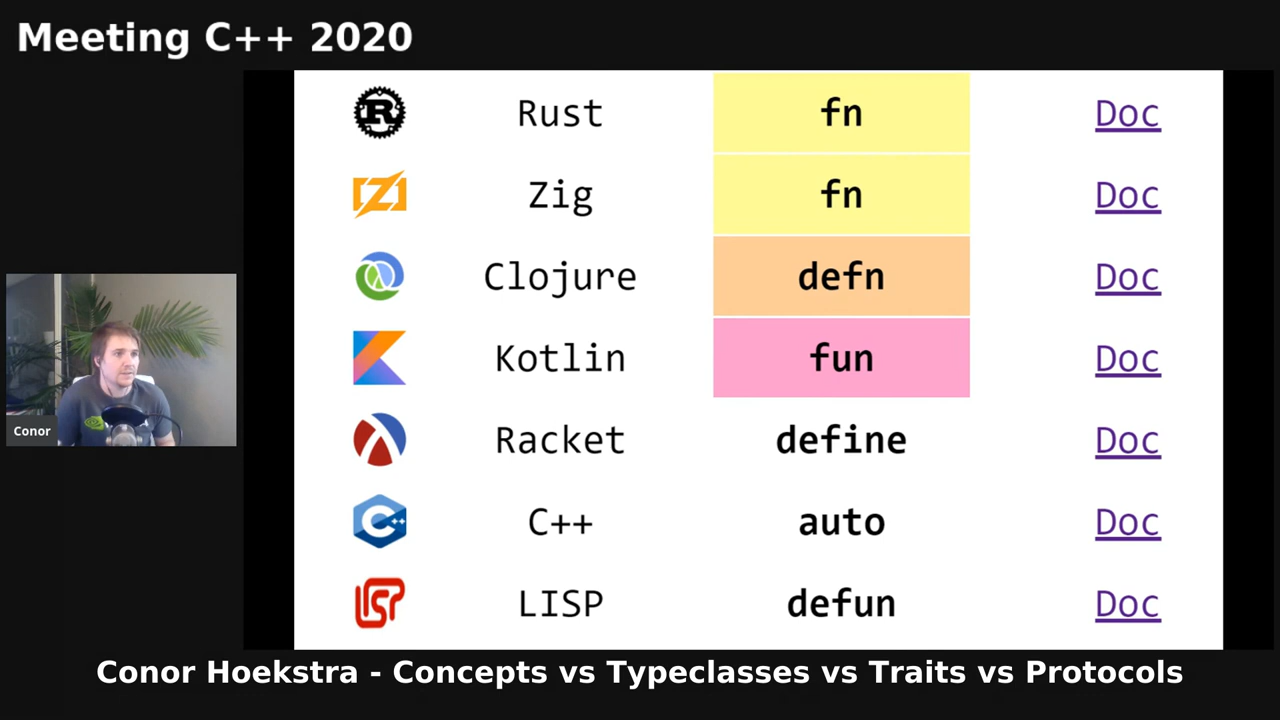 Meeting C++ 2020
Rust fn Doc
Zig fn Doc
Clojure defn Doc
Kotlin fun Doc
Racket define Doc
C++ auto Doc
LISP defun Doc
Conor
Conor Hoekstra - Concepts vs Typeclasses vs Traits vs Protocols